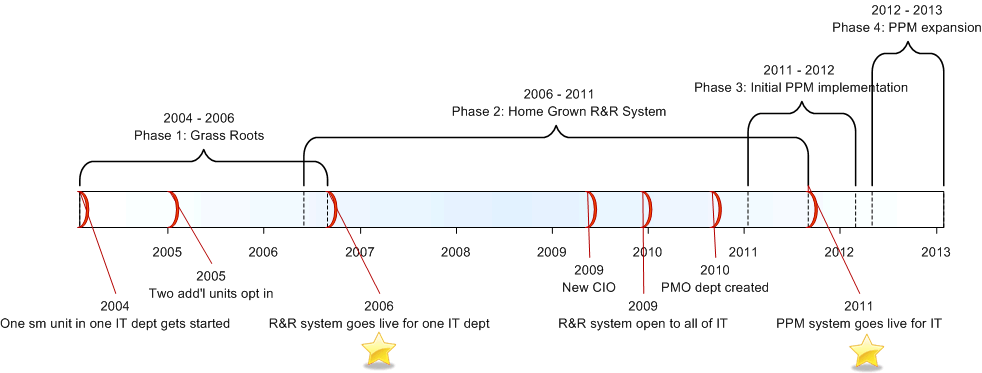 2012 - 2013
Phase 4: PPM expansion
2011 - 2012
Phase 3: Initial PPM implementation
2006 - 2011
Phase 2: Home Grown R&R System
2004 - 2006
Phase 1: Grass Roots
2005 2006 2007 2008 2009 2010 2011 2012 2013
2005
Two add'l units opt in
2009
New CIO
2010
PMO dept created
2004
One sm unit in one IT dept gets started
2006
R&R system goes live for one IT dept
2009
R&R system open to all of IT
2011
PPM system goes live for IT